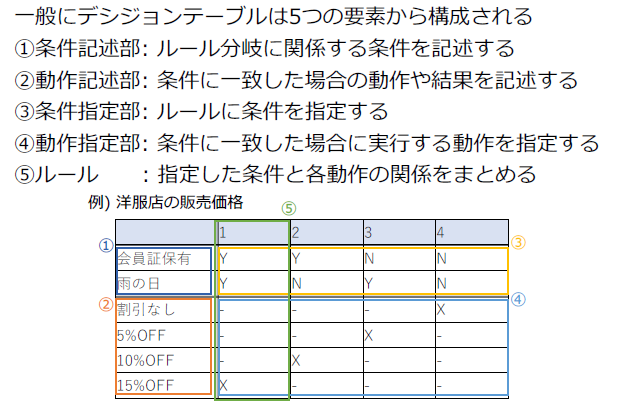 一般にデシジョンテーブルは5つの要素から構成される
①条件記述部: ルール分岐に関係する条件を記述する
②動作記述部: 条件に一致した場合の動作や結果を記述する
③条件指定部: ルールに条件を指定する
④動作指定部: 条件に一致した場合に実行する動作を指定する
⑤ルール : 指定した条件と各動作の関係をまとめる
例) 洋服店の販売価格
⑤
1 2 3 4
① ③
会員証保有 Y Y N N
雨の日 Y N Y N
② ④
割引なし - - - X
5%OFF - - X -
10%OFF - X - -
15%OFF X - - -